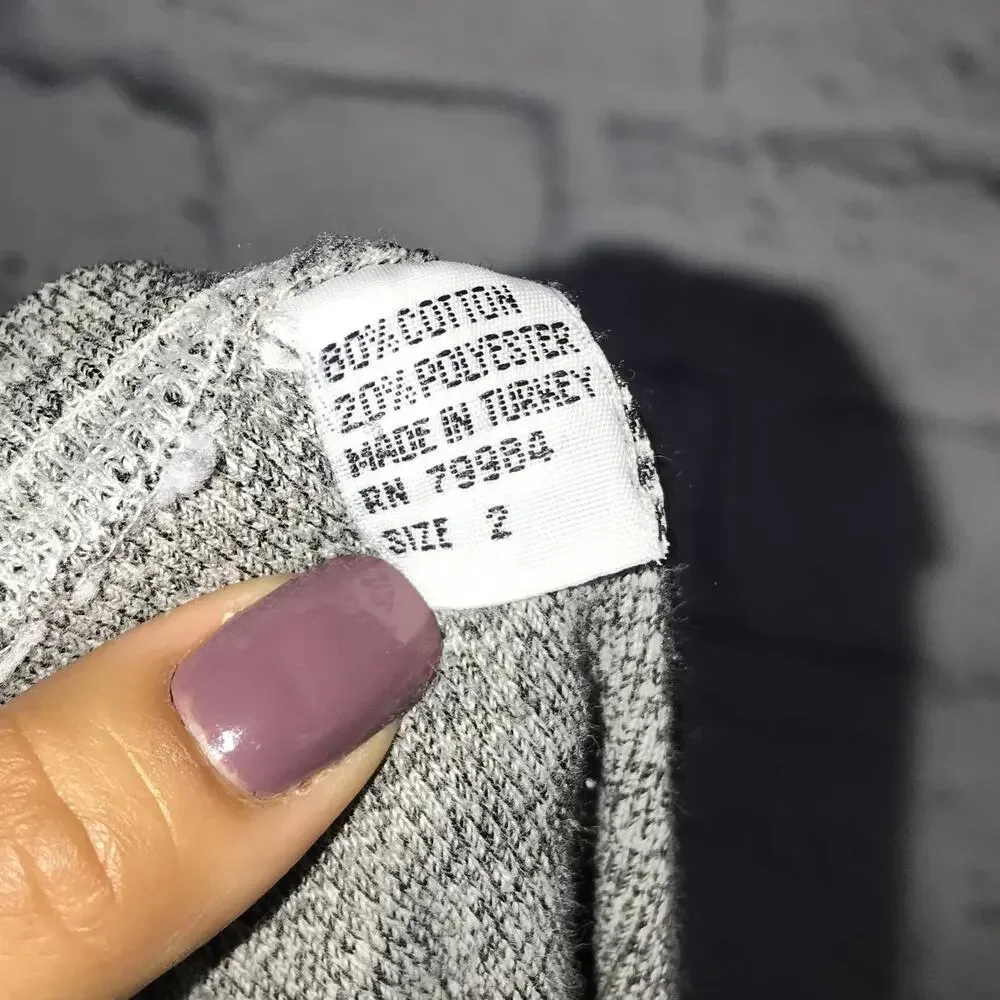 80% COTTON
20% POLYESTER
MADE IN TURKEY
RN 79984
SIZE 2